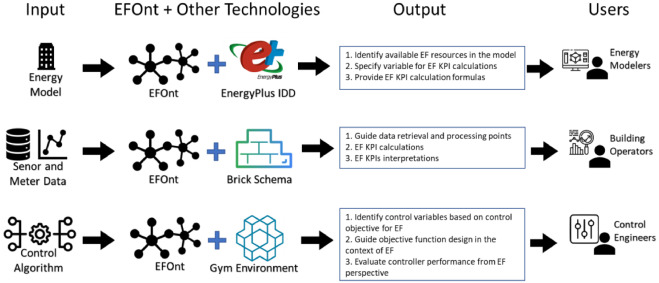 Input
EFOnt + Other Technologies
Output
Users
Energy
Model
EFOnt
EnergyPlus
EnergyPlus IDD
1. Identify available EF resources in the model
2. Specify variable for EF KPI calculations
3. Provide EF KPI calculation formulas
Energy
Modelers
Senor and
Meter Data
EFOnt
Brick Schema
1. Guide data retrieval and processing points
2. EF KPI calculations
3. EF KPIs interpretations
Building
Operators
Control
Algorithm
EFOnt
Gym Environment
1. Identify control variables based on control
objective for EF
2. Guide objective function design in the
context of EF
3. Evaluate controller performance from EF
perspective
Control
Engineers